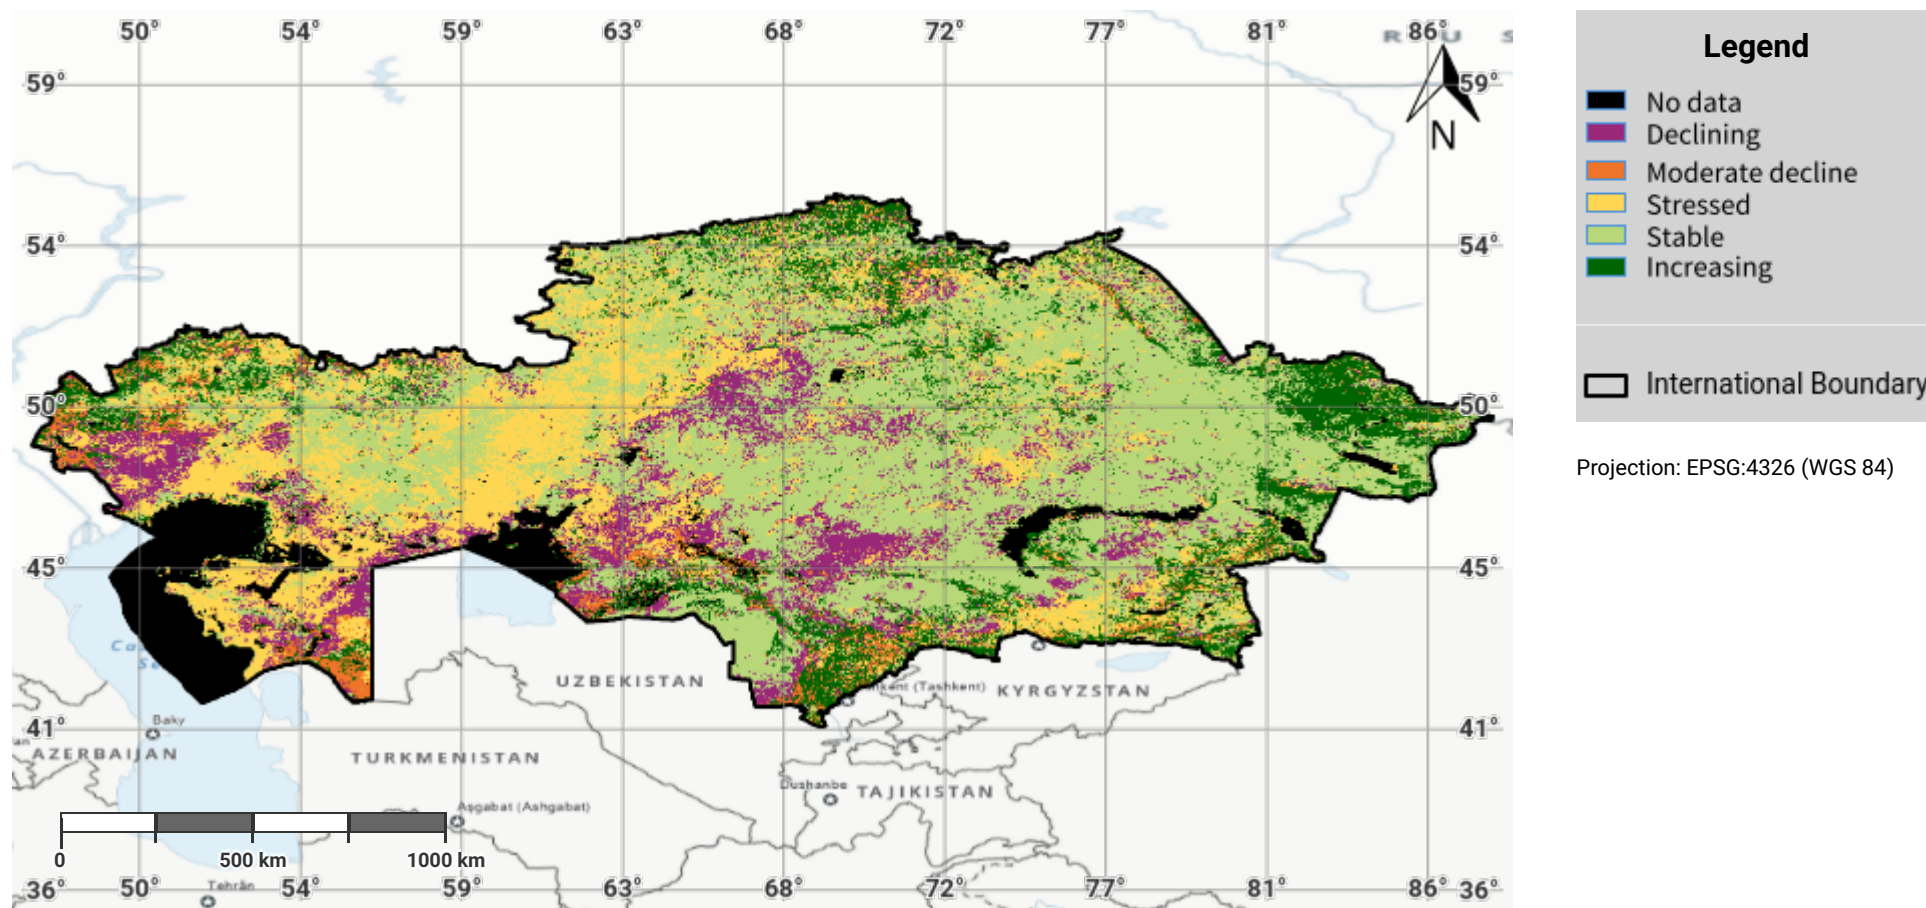 50° 54° 59° 63° 68° 72° 77° 81° 86°
R U S
59° 59°
N
54° 54°
50° 50°
45° 45°
UZBEKISTAN
KYRGYZSTAN
(Tashkent)
41° 41°
Baky
AZERBAIJAN
TURKMENISTAN
Dushanbe
TAJIKISTAN
Aşgabat (Ashgabat)
0 500 km 1000 km
36° 50° 54° 59° 63° 68° 72° 77° 81° 86° 36°
Tehrān
Legend
No data
Declining
Moderate decline
Stressed
Stable
Increasing
International Boundary
Projection: EPSG:4326 (WGS 84)